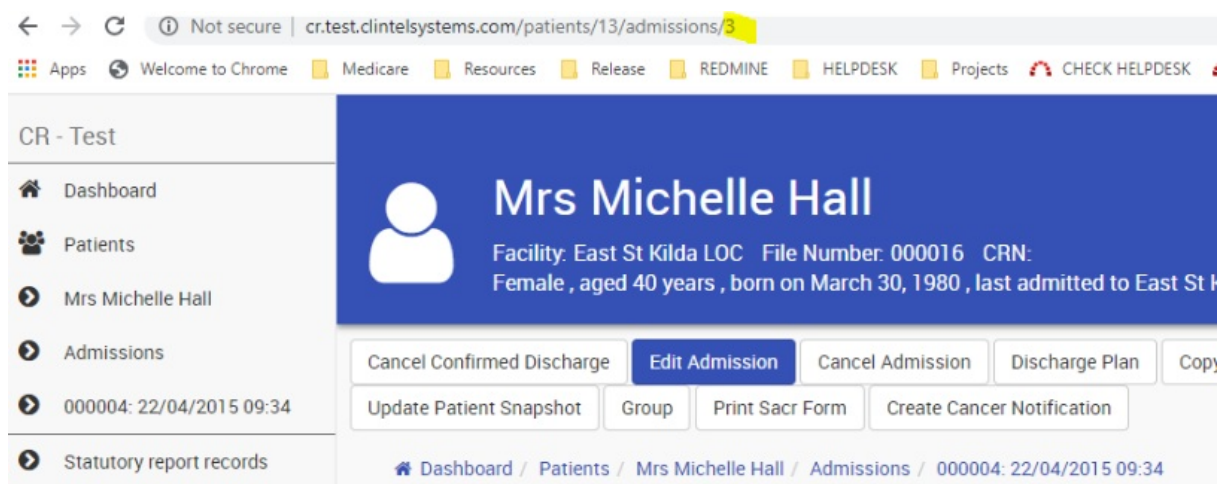 Not secure | cr.test.clintelsystems.com/patients/13/admissions/3
Apps Welcome to Chrome Medicare Resources Release REDMINE HELPDESK Projects CHECK HELPDESK
CR - Test
Dashboard
Patients
Mrs Michelle Hall
Admissions
000004: 22/04/2015 09:34
Statutory report records
Mrs Michelle Hall
Facility: East St Kilda LOC File Number: 000016 CRN:
Female , aged 40 years , born on March 30, 1980 , last admitted to East St
Cancel Confirmed Discharge Edit Admission Cancel Admission Discharge Plan Copy
Update Patient Snapshot Group Print Sacr Form Create Cancer Notification
Dashboard / Patients / Mrs Michelle Hall / Admissions / 000004: 22/04/2015 09:34